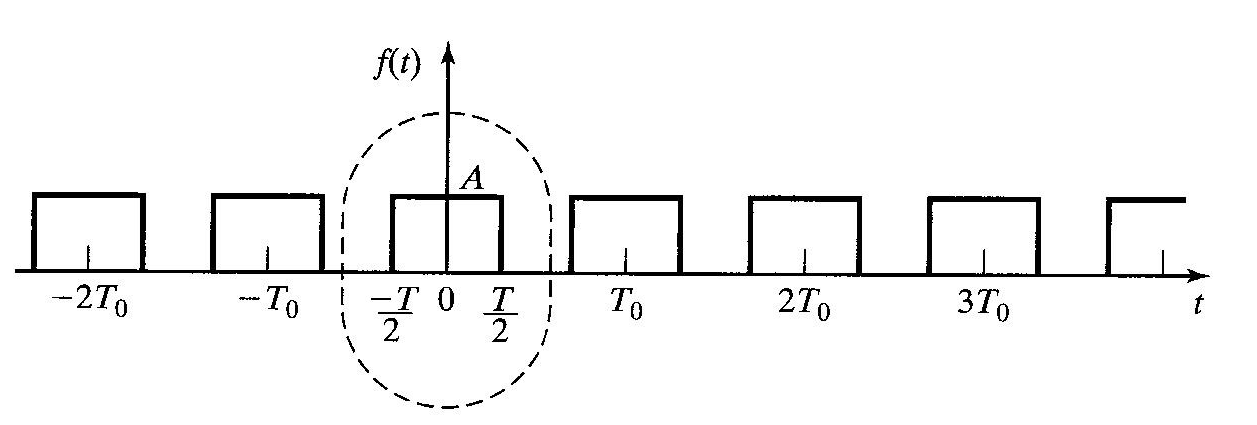 f(t)
A
−2T₀ −T₀ −T/2 0 T/2 T₀ 2T₀ 3T₀ t